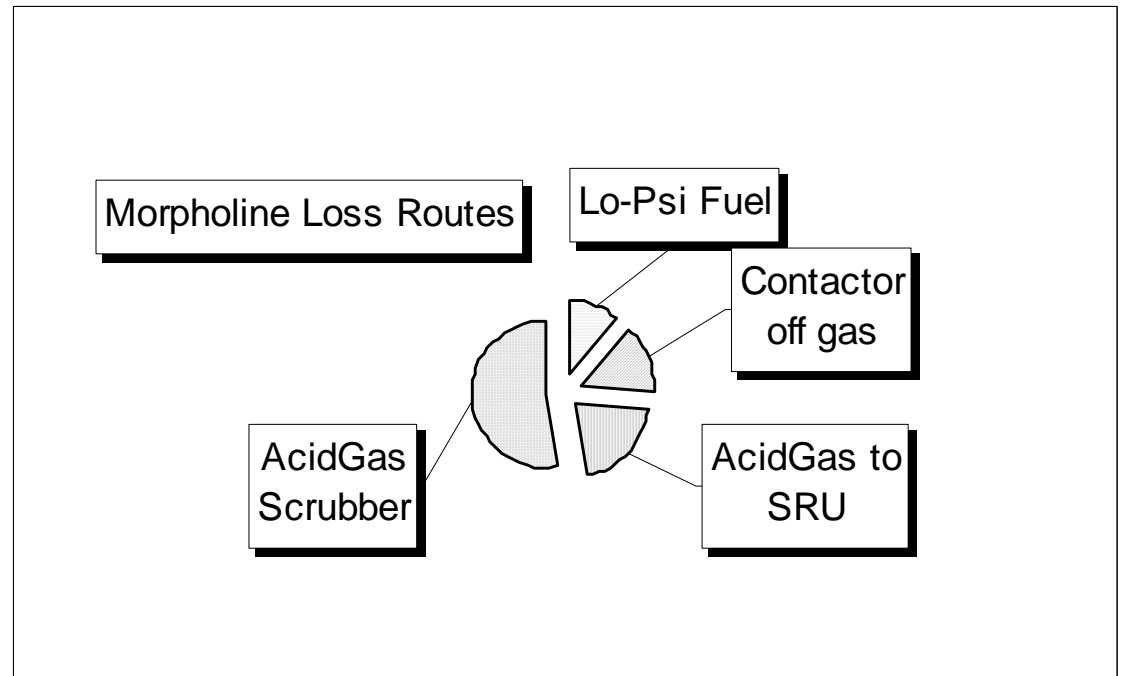 Morpholine Loss Routes
Lo-Psi Fuel
Contactor
off gas
AcidGas
Scrubber
AcidGas to
SRU